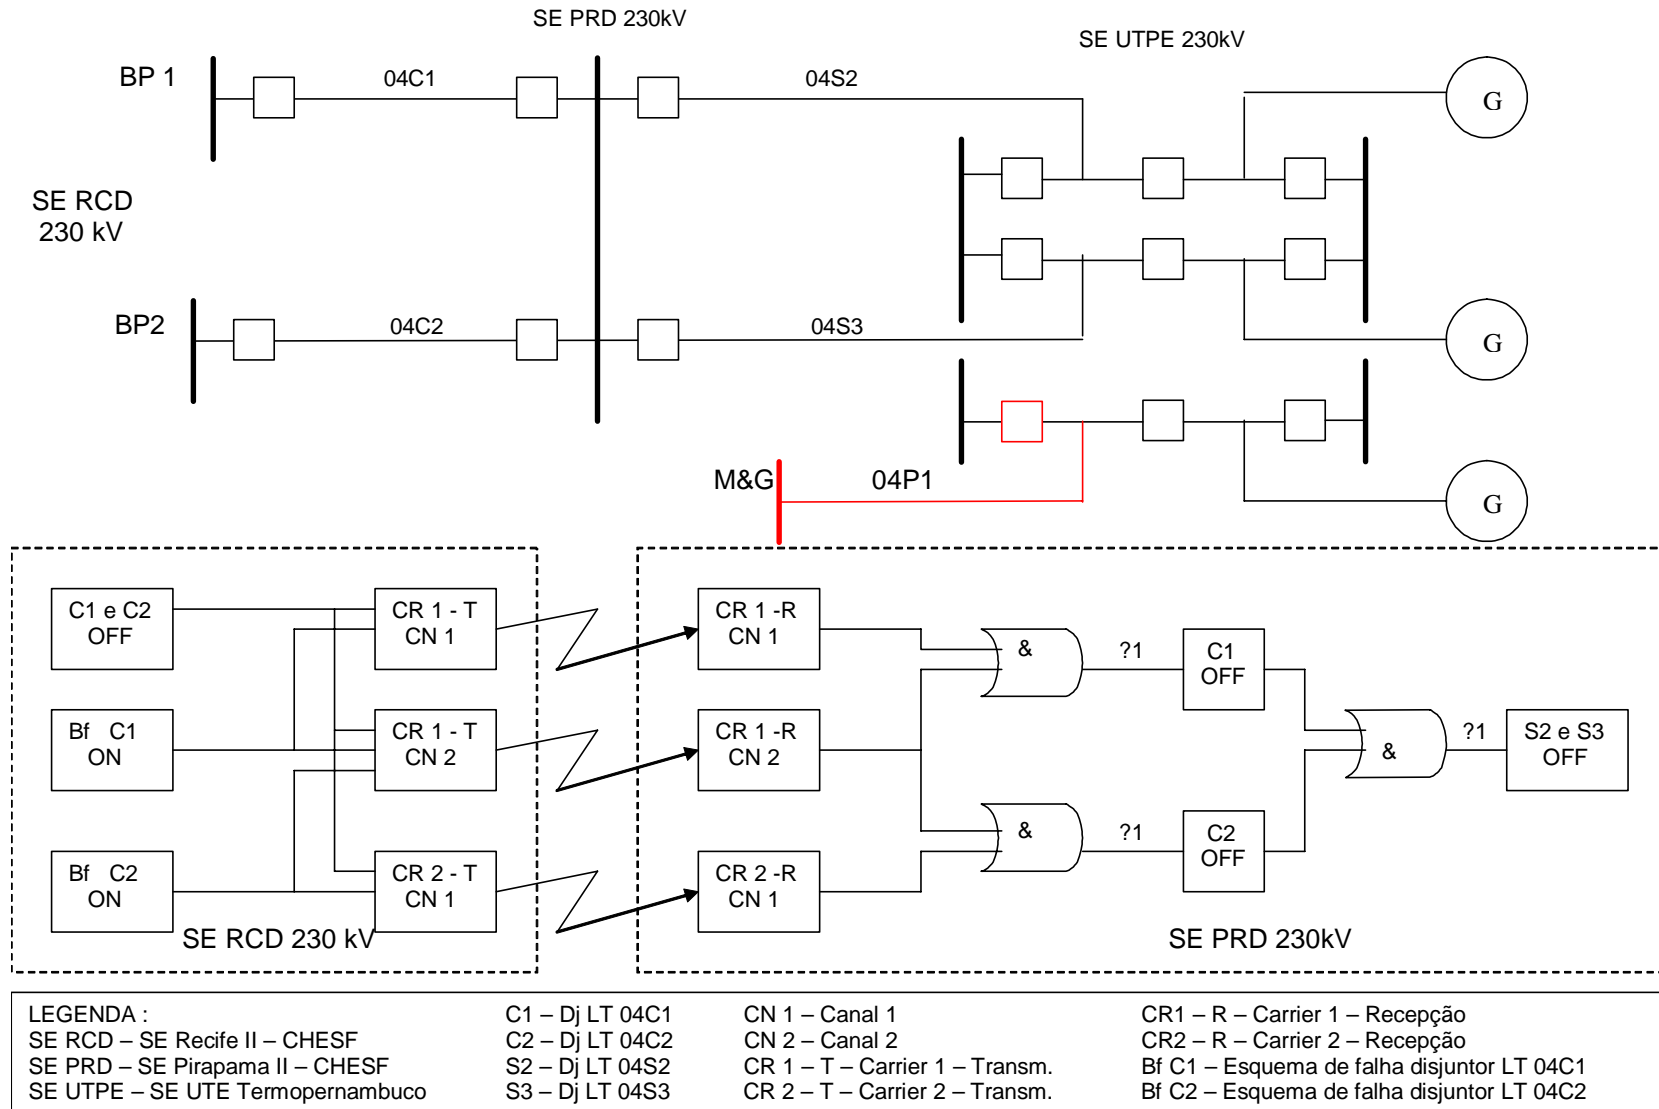 SE PRD 230kV
SE UTPE 230kV
BP 1
04C1
04S2
G
SE RCD
230 kV
BP2
04C2
04S3
G
M&G
04P1
G
C1 e C2
OFF
CR 1 - T
CN 1
CR 1 -R
CN 1
&
?1
C1
OFF
Bf C1
ON
CR 1 - T
CN 2
CR 1 -R
CN 2
&
?1
S2 e S3
OFF
Bf C2
ON
CR 2 - T
CN 1
CR 2 -R
CN 1
&
?1
C2
OFF
SE RCD 230 kV
SE PRD 230kV
LEGENDA :
SE RCD – SE Recife II – CHESF
SE PRD – SE Pirapama II – CHESF
SE UTPE – SE UTE Termopernambuco
C1 – Dj LT 04C1
C2 – Dj LT 04C2
S2 – Dj LT 04S2
S3 – Dj LT 04S3
CN 1 – Canal 1
CN 2 – Canal 2
CR 1 – T – Carrier 1 – Transm.
CR 2 – T – Carrier 2 – Transm.
CR1 – R – Carrier 1 – Recepção
CR2 – R – Carrier 2 – Recepção
Bf C1 – Esquema de falha disjuntor LT 04C1
Bf C2 – Esquema de falha disjuntor LT 04C2